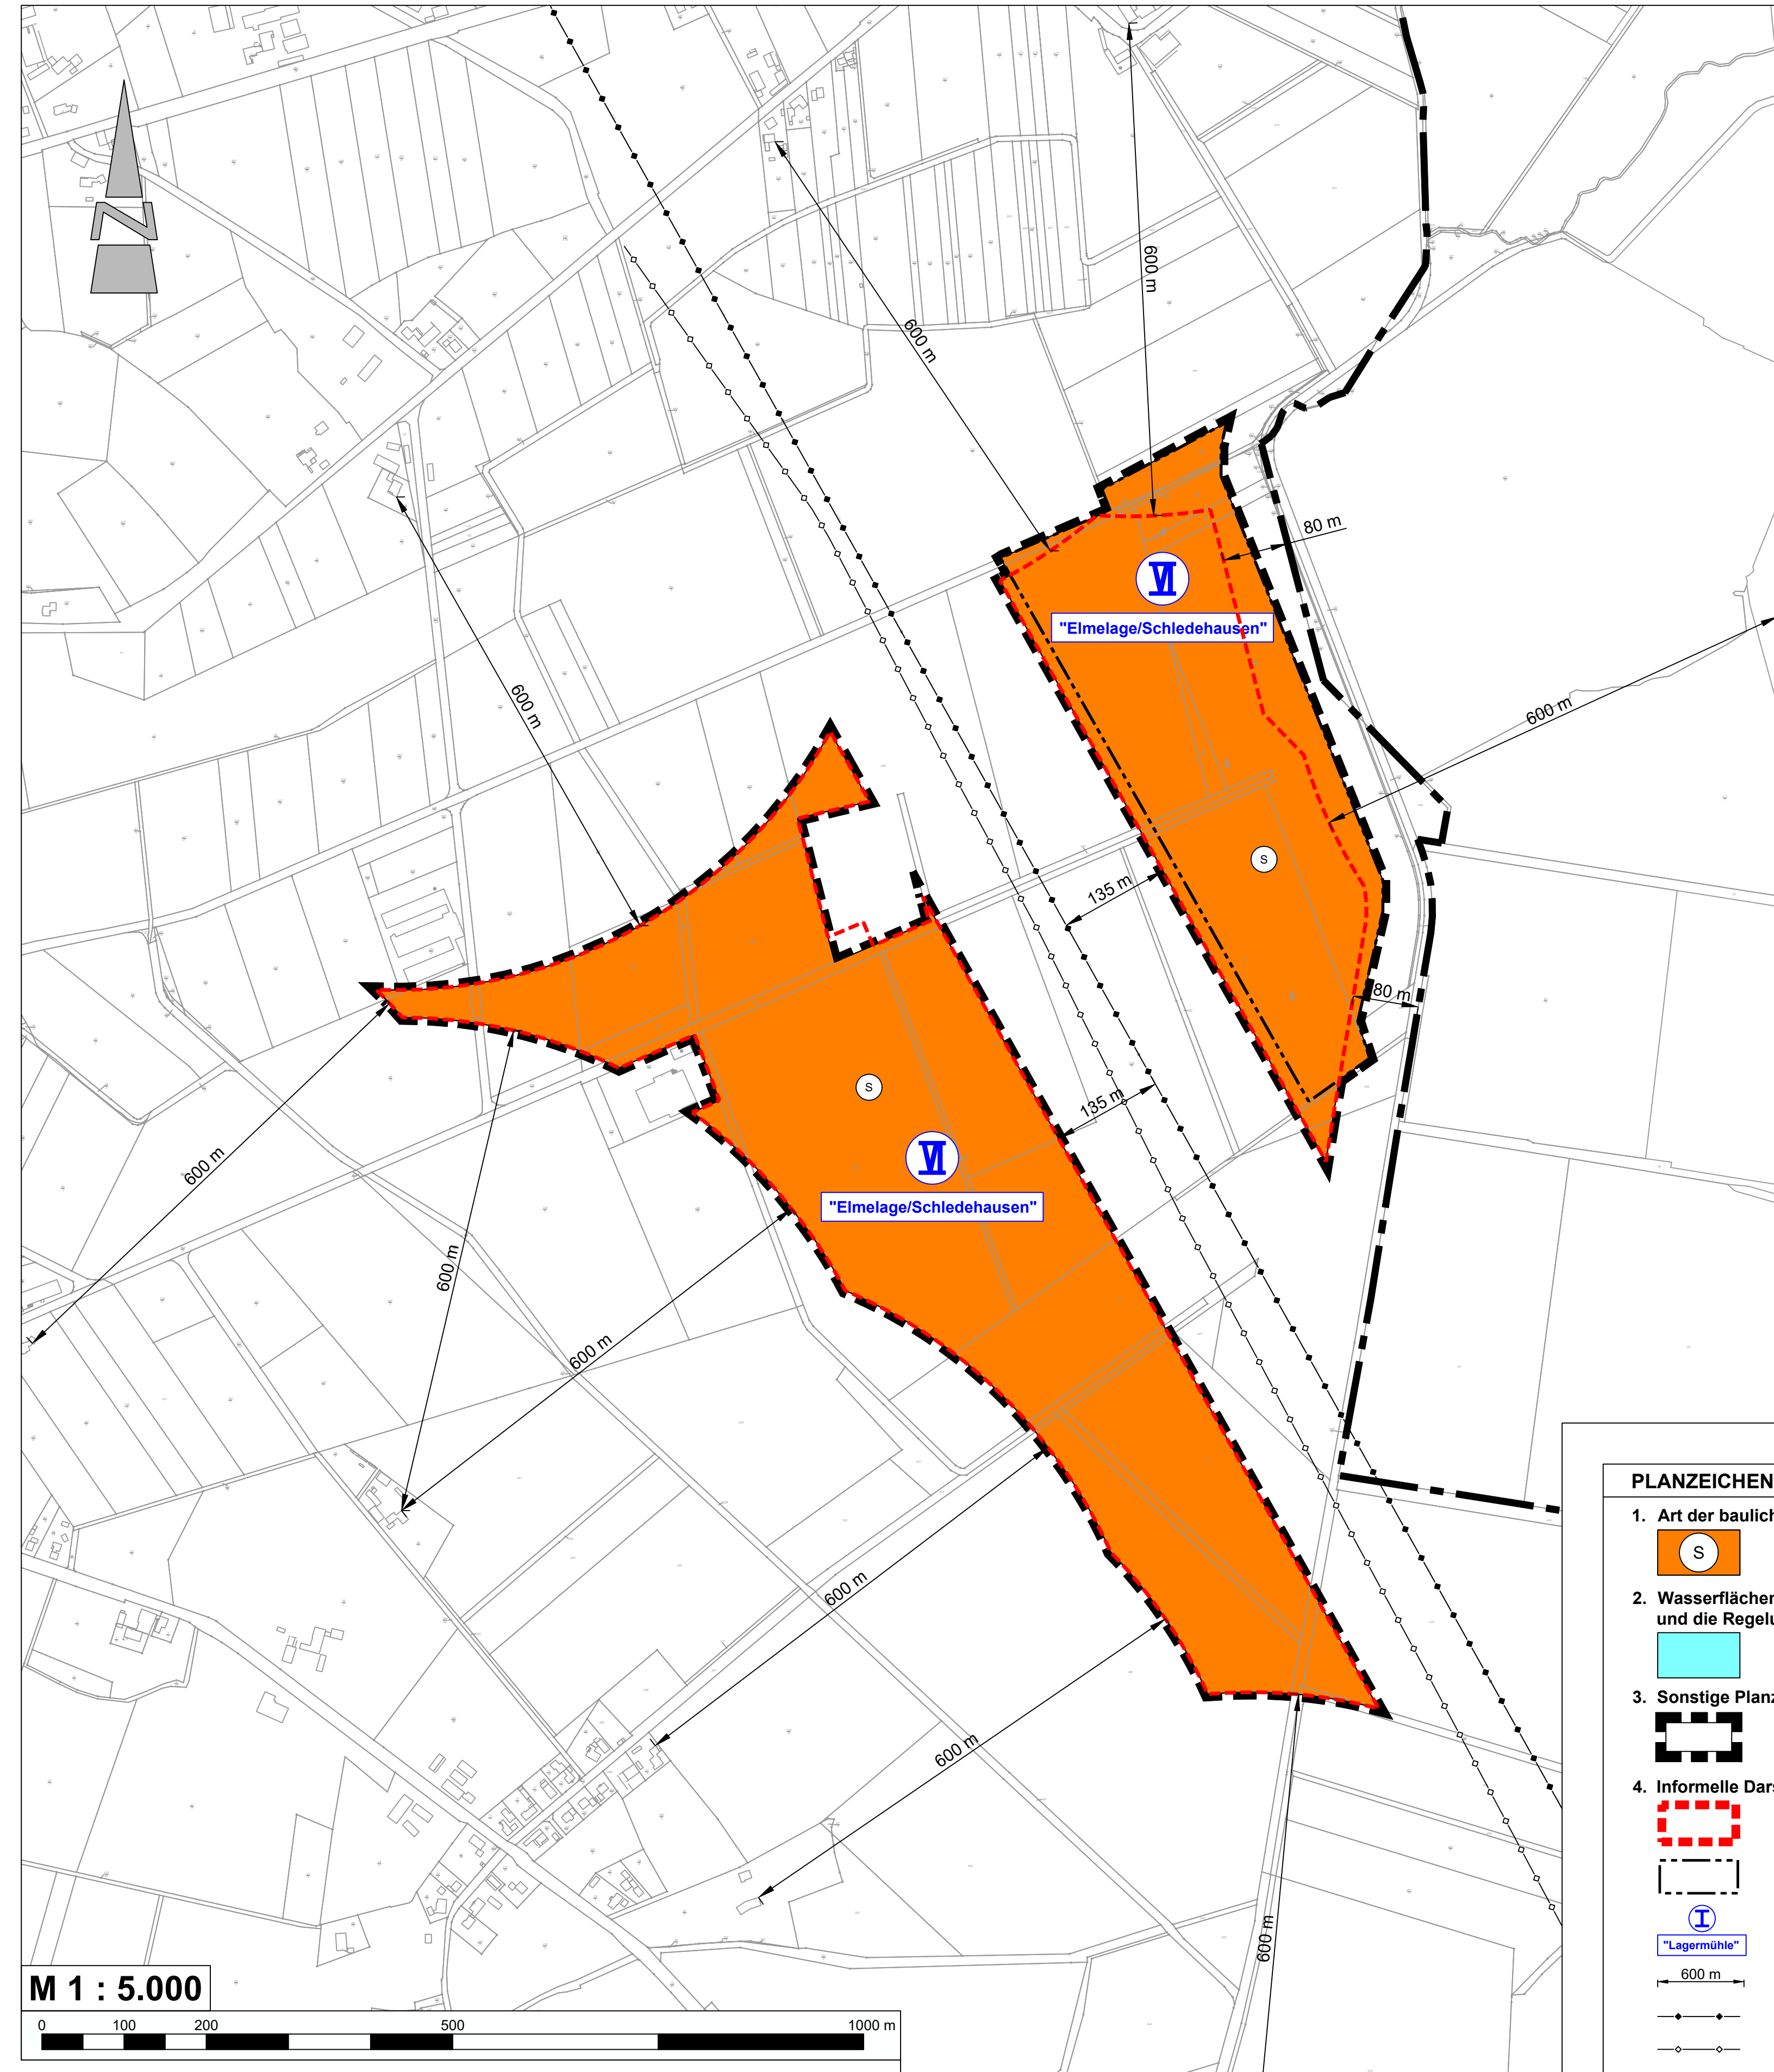 600 m
600 m
80 m
VI
"Elmelage/Schledehausen"
600 m
600 m
S
135 m
80 m
S
135 m
600 m
VI
"Elmelage/Schledehausen"
600 m
600 m
600 m
600 m
600 m
N
PLANZEICHEN
1. Art der baulich
S
2. Wasserflächen
und die Regelu
3. Sonstige Planz
4. Informelle Dars
I
"Lagermühle"
600 m
M 1 : 5.000
0 100 200 500 1000 m